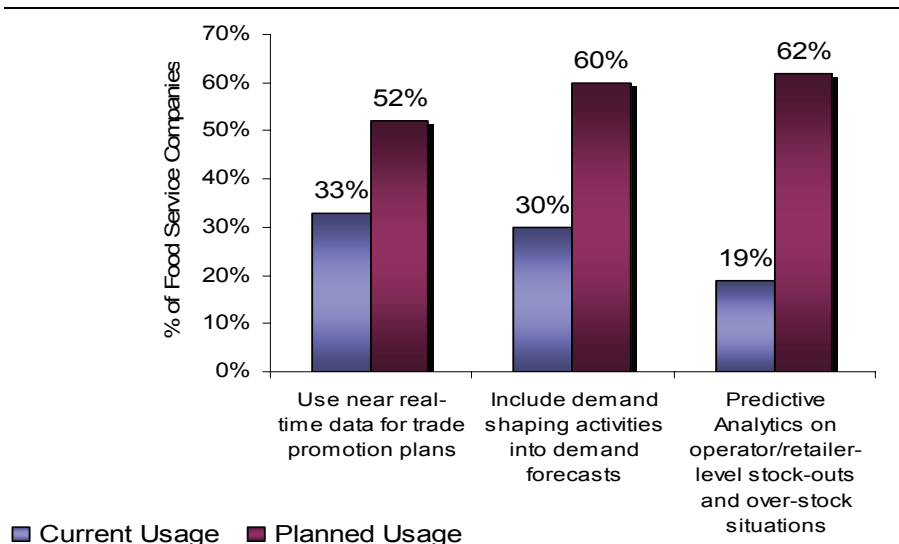 % of Food Service Companies
70%
60%
50%
40%
30%
20%
10%
0%
33%
52%
30%
60%
19%
62%
Use near real-
time data for trade
promotion plans
Include demand
shaping activities
into demand
forecasts
Predictive
Analytics on
operator/retailer-
level stock-outs
and over-stock
situations
Current Usage
Planned Usage